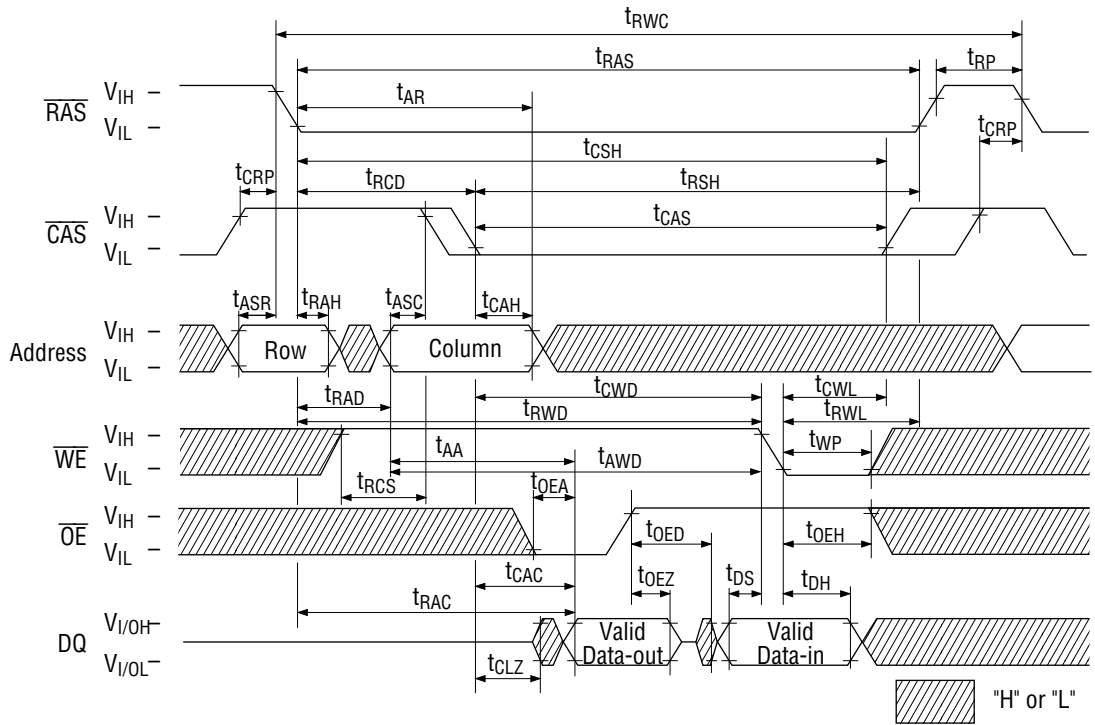 tRWC
tRAS
tRP
tAR
RAS
VIH
VIL
tCRP
tCSH
tCRP
tRCD
tRSH
CAS
VIH
VIL
tCAS
tASR
tRAH
tASC
tCAH
Address
VIH
VIL
Row
Column
tRAD
tCWD
tCWL
tRWD
tRWL
WE
VIH
VIL
tAA
tWP
tAWD
tRCS
tOEA
OE
VIH
VIL
tOED
tOEH
tCAC
tOEZ
tDS
tDH
tRAC
DQ
VI/OH
VI/OL
Valid
Data-out
Valid
Data-in
tCLZ
"H" or "L"